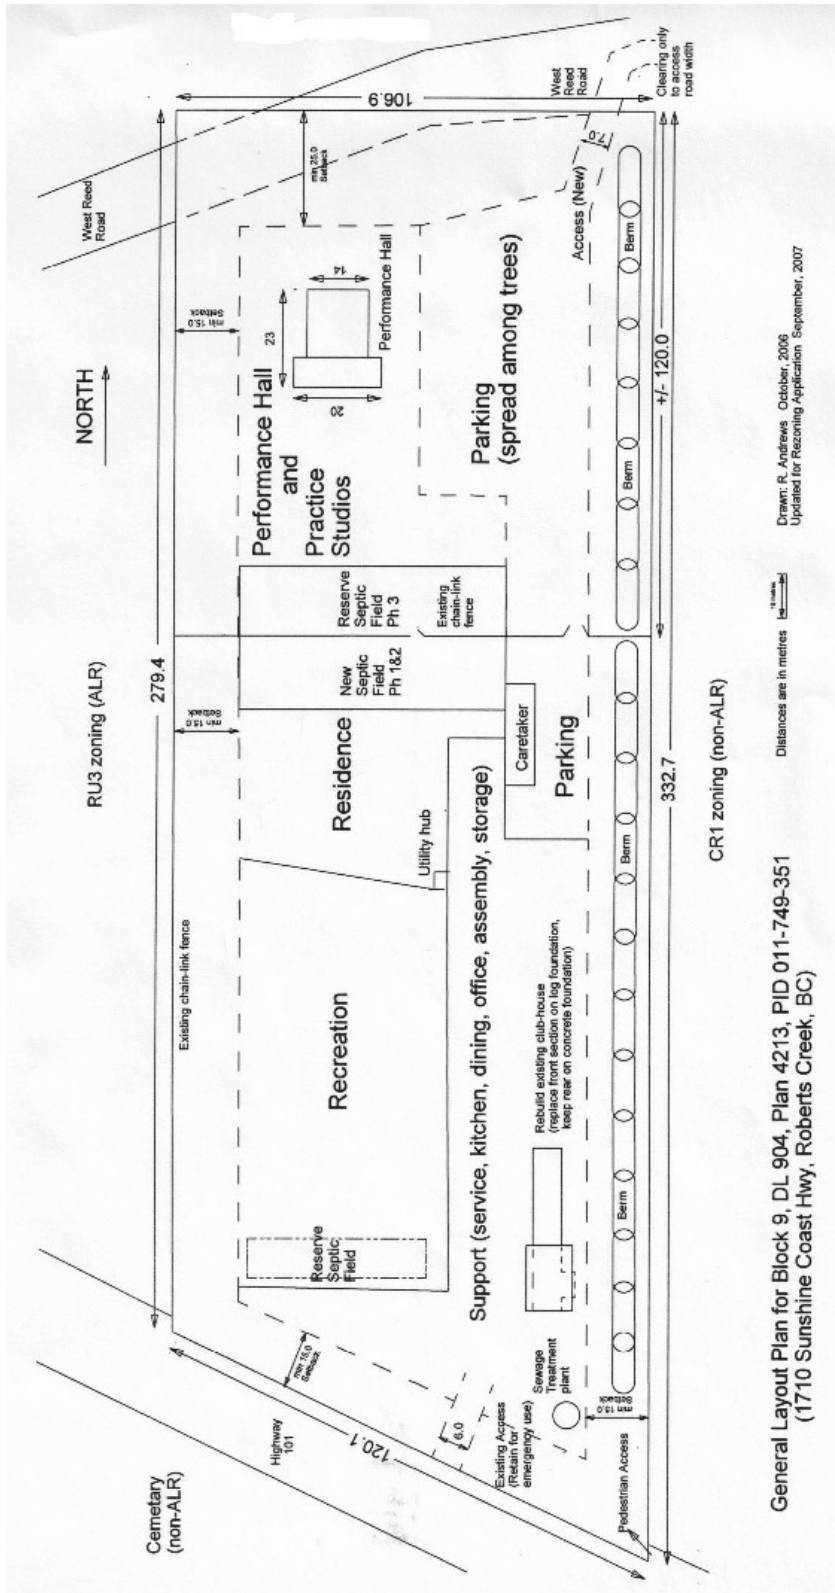 Cemetary
(non-ALR)
RU3 zoning (ALR)
NORTH
West Reed
Road
279.4
Existing chain-link fence
Highway
101
120.1
min 15.0
Setback
min 15.0
Setback
min 15.0
Setback
106.9
min 25.0
Setback
West
Reed
Road
Clearing only
to access
road width
Reserve
Septic
Field
Recreation
Residence
New
Septic
Field
Ph 1&2
Reserve
Septic
Field
Ph 3
Performance Hall
and
Practice
Studios
23
14
20
Performance Hall
Utility hub
Existing
chain-link
fence
Support (service, kitchen, dining, office, assembly, storage)
Caretaker
Parking
Parking
(spread among trees)
Access (New)
7.0
6.0
Existing Access
(Retain for
emergency use)
Sewage
Treatment
plant
Rebuild existing club-house
(replace front section on log foundation,
keep rear on concrete foundation)
min 15.0
Setback
Pedestrian Access
Berm
Berm
Berm
Berm
+/- 120.0
332.7
CR1 zoning (non-ALR)
General Layout Plan for Block 9, DL 904, Plan 4213, PID 011-749-351
(1710 Sunshine Coast Hwy, Roberts Creek, BC)
Distances are in metres
Drawn: R. Andrews October, 2006
Updated for Rezoning Application September, 2007